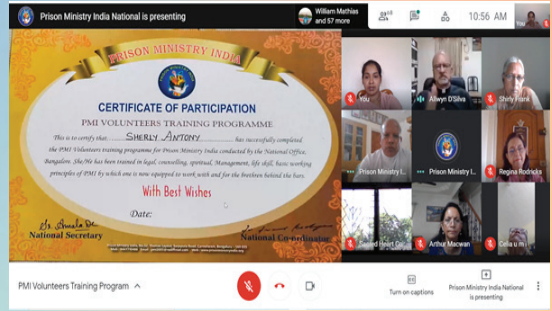 Prison Ministry India National is presenting
William Mathias
and 57 more
68
10:56 AM
You
PRISON MINISTRY INDIA
CERTIFICATE OF PARTICIPATION
PMI VOLUNTEERS TRAINING PROGRAMME
This is to certify that SHERLY ANTONY has successfully completed
the PMI Volunteers training programme for Prison Ministry India conducted by the National Office,
Bangalore. She/He has been trained in legal, counselling, spiritual, Management, life skill, basic working
principles of PMI by which one is now equipped to work with and for the brethren behind the bars.
With Best Wishes
Date:
National Secretary
National Co-ordinator
You
Allwyn D'Silva
Shirly Frank
Prison Ministry I...
Prison Ministry I...
Regina Rodricks
Sacred Heart Con...
Arthur Macwan
Celia u m
PMI Volunteers Training Program
Turn on captions
Prison Ministry India National
is presenting